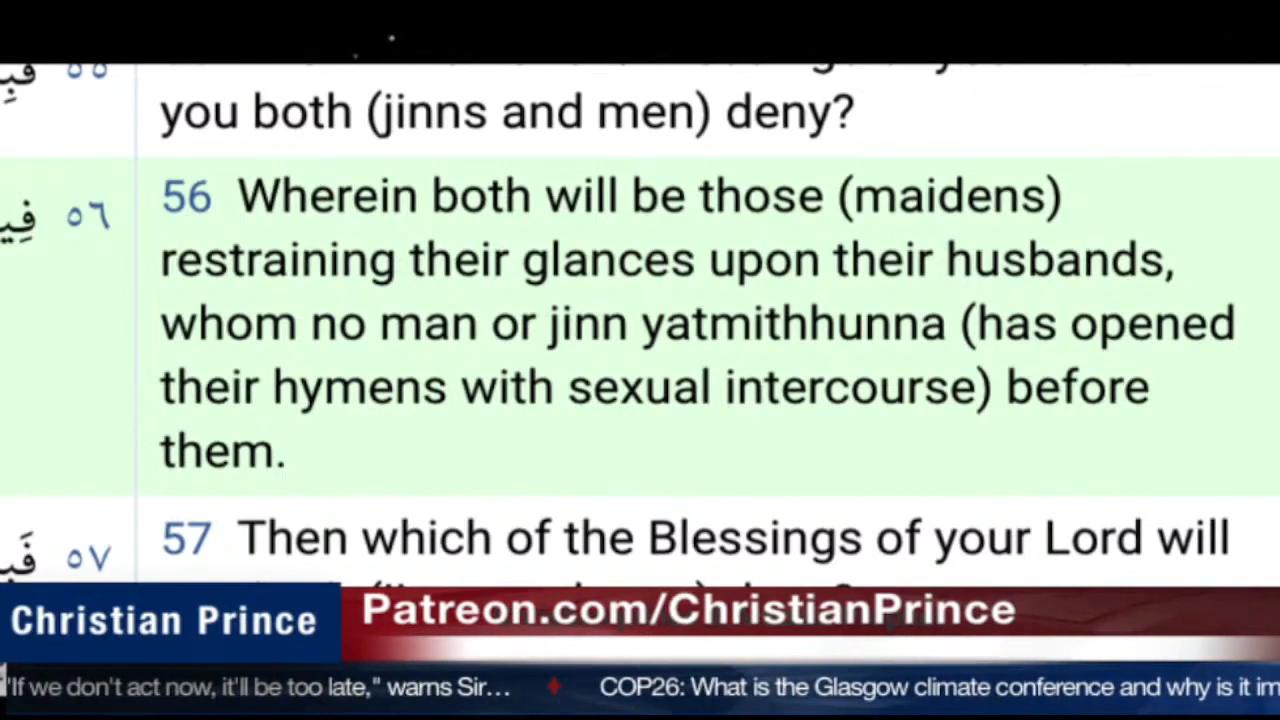 you both (jinns and men) deny?
٥٦ 56 Wherein both will be those (maidens)
restraining their glances upon their husbands,
whom no man or jinn yatmithhunna (has opened
their hymens with sexual intercourse) before
them.
٥٧ 57 Then which of the Blessings of your Lord will
Christian Prince
Patreon.com/ChristianPrince
"If we don't act now, it'll be too late," warns Sir... COP26: What is the Glasgow climate conference and why is it im